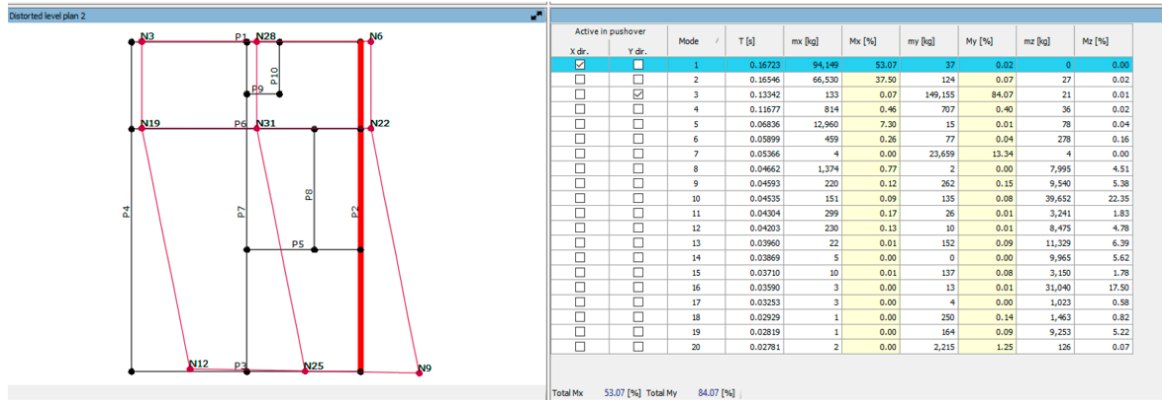 Distorted level plan 2
N3 P1 N28 N6
P10
P9
N19 P6 N31 N22
P8
P4 P7 P2
P5
N12 P3 N25 N9
Active in pushover
X dir. Y dir. Mode / T [s] mx [kg] Mx [%] my [kg] My [%] mz [kg] Mz [%]
1 0.16723 94,149 53.07 37 0.02 0 0.00
2 0.16546 66,530 37.50 124 0.07 27 0.02
3 0.13342 133 0.07 149,155 84.07 21 0.01
4 0.11677 814 0.46 707 0.40 36 0.02
5 0.06836 12,960 7.30 15 0.01 78 0.04
6 0.05899 459 0.26 77 0.04 278 0.16
7 0.05366 4 0.00 23,659 13.34 4 0.00
8 0.04662 1,374 0.77 2 0.00 7,995 4.51
9 0.04593 220 0.12 262 0.15 9,540 5.38
10 0.04535 151 0.09 135 0.08 39,652 22.35
11 0.04304 299 0.17 26 0.01 3,241 1.83
12 0.04203 230 0.13 10 0.01 8,475 4.78
13 0.03960 22 0.01 152 0.09 11,329 6.39
14 0.03869 5 0.00 0 0.00 9,965 5.62
15 0.03710 10 0.01 137 0.08 3,150 1.78
16 0.03590 3 0.00 13 0.01 31,040 17.50
17 0.03253 3 0.00 4 0.00 1,023 0.58
18 0.02929 1 0.00 250 0.14 1,463 0.82
19 0.02819 1 0.00 164 0.09 9,253 5.22
20 0.02781 2 0.00 2,215 1.25 126 0.07
Total Mx 53.07 [%] Total My 84.07 [%]